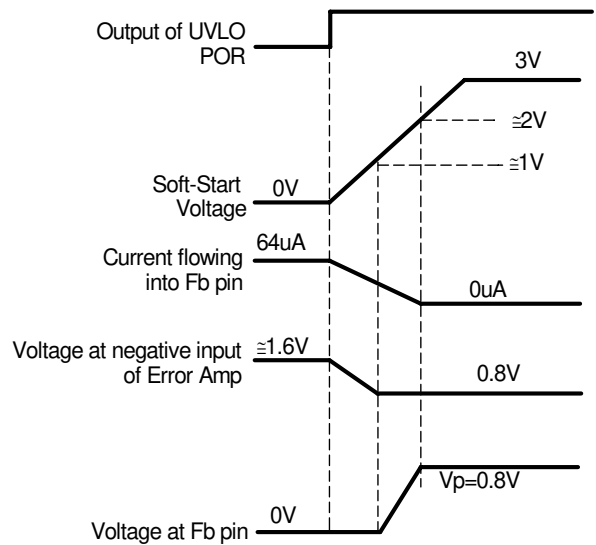 Output of UVLO
POR
3V
≅2V
≅1V
Soft-Start
Voltage
0V
64uA
Current flowing
into Fb pin
0uA
Voltage at negative input
of Error Amp
≅1.6V
0.8V
Voltage at Fb pin
0V
Vp=0.8V